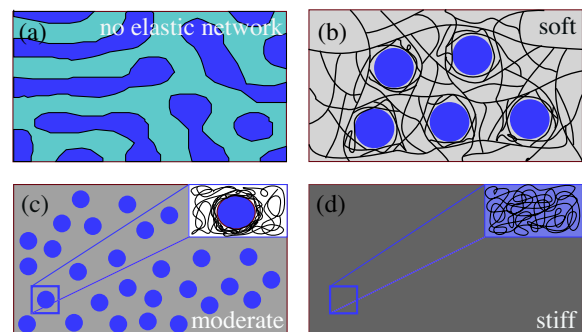 (a) no elastic network
(b) soft
(c)
moderate
(d)
stiff